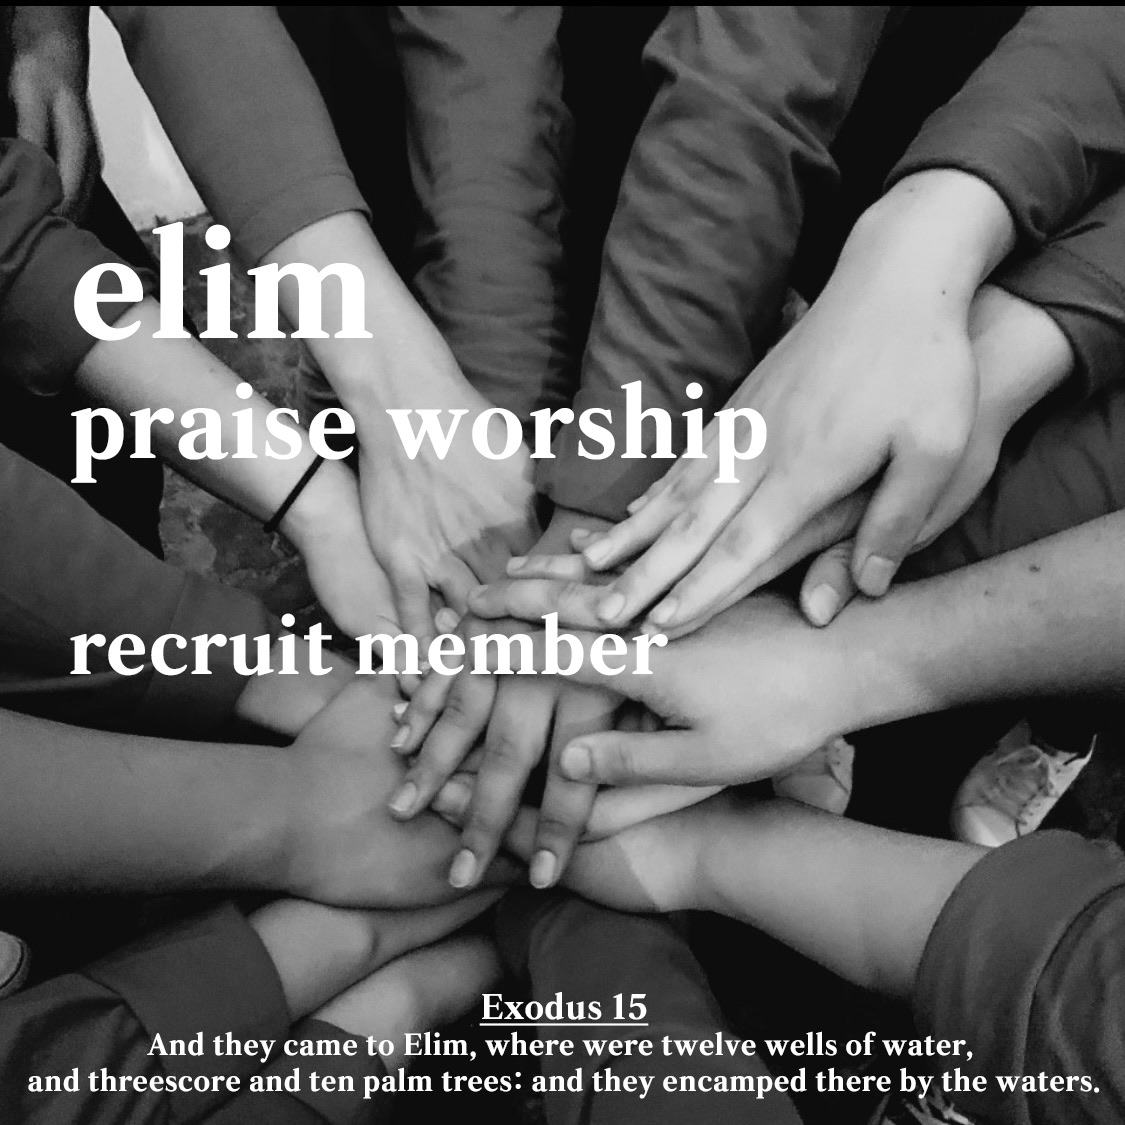 elim
praise worship
recruit member
Exodus 15
And they came to Elim, where were twelve wells of water,
and threescore and ten palm trees: and they encamped there by the waters.